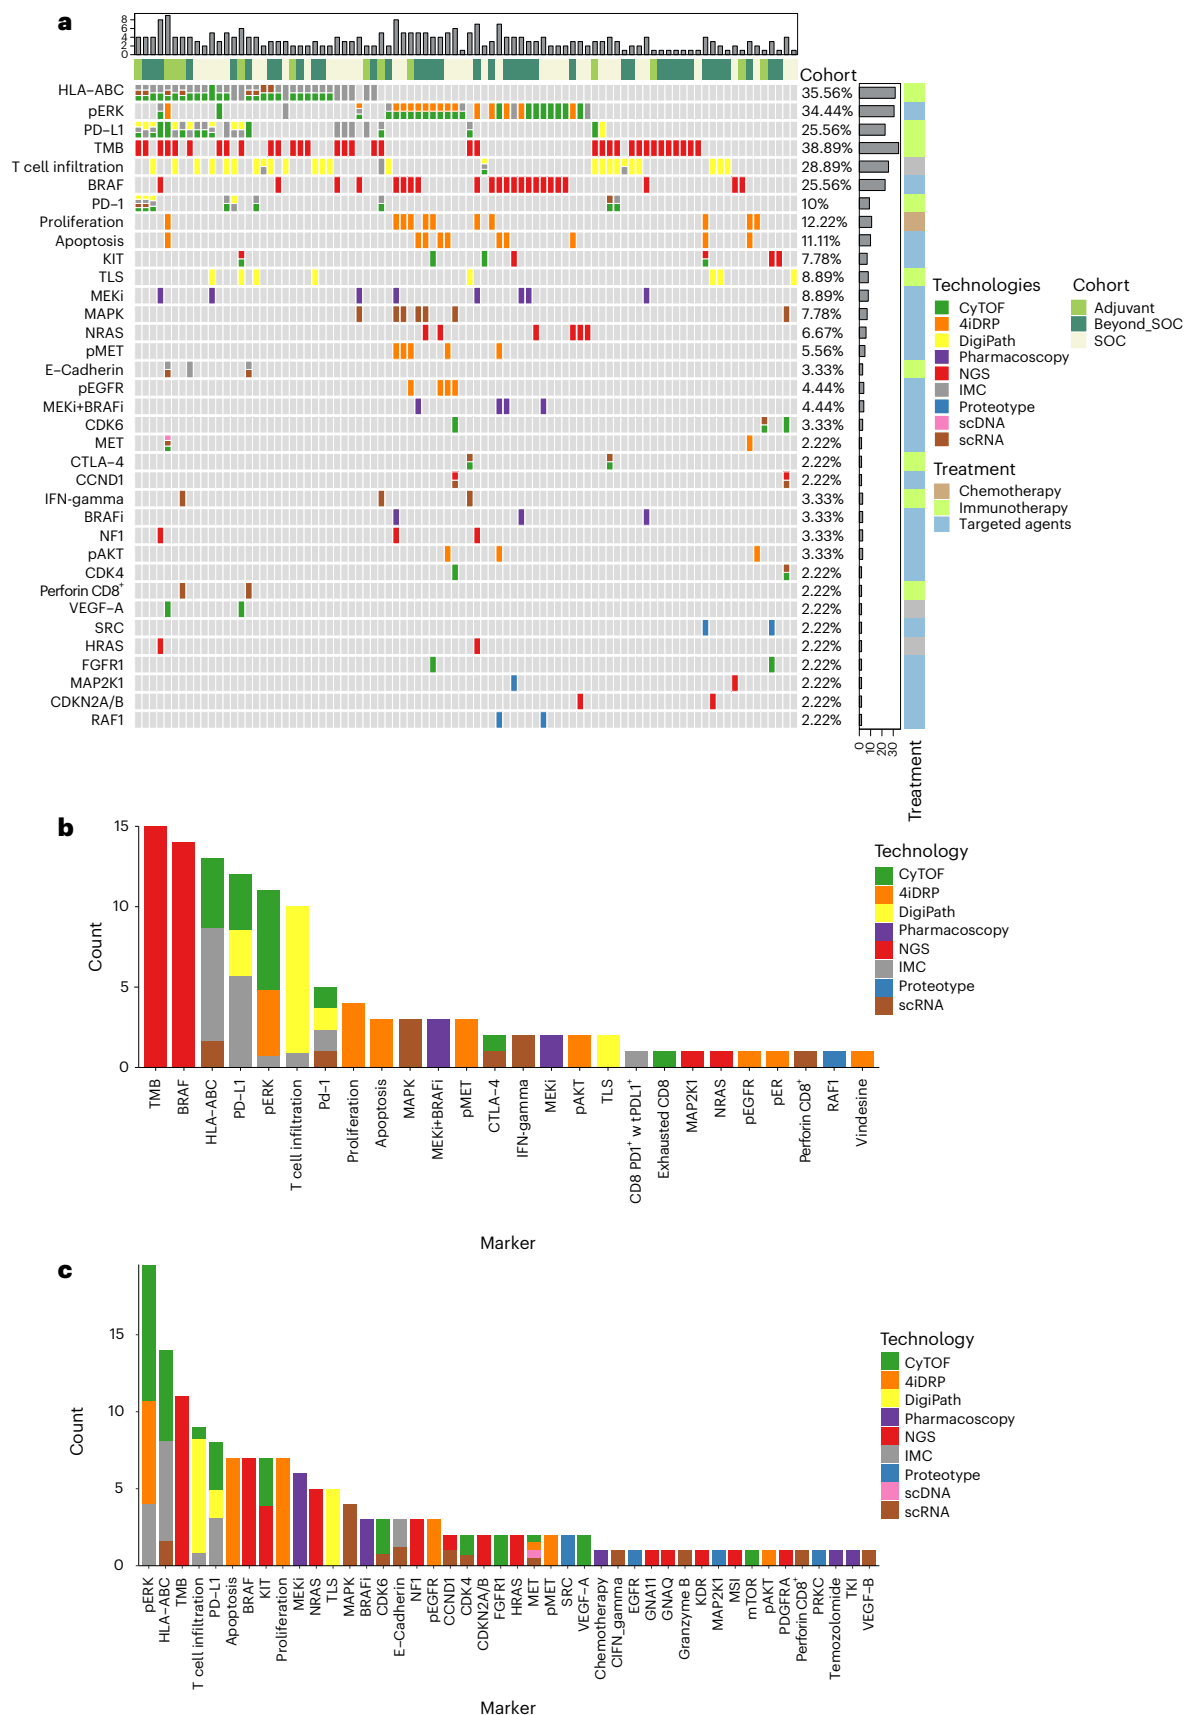 a
8
6
4
2
0
Cohort
HLA–ABC 35.56%
pERK 34.44%
PD–L1 25.56%
TMB 38.89%
T cell infiltration 28.89%
BRAF 25.56%
PD–1 10%
Proliferation 12.22%
Apoptosis 11.11%
KIT 7.78%
TLS 8.89%
MEKi 8.89%
MAPK 7.78%
NRAS 6.67%
pMET 5.56%
E–Cadherin 3.33%
pEGFR 4.44%
MEKi+BRAFi 4.44%
CDK6 3.33%
MET 2.22%
CTLA–4 2.22%
CCND1 2.22%
IFN-gamma 3.33%
BRAFi 3.33%
NF1 3.33%
pAKT 3.33%
CDK4 2.22%
Perforin CD8+ 2.22%
VEGF–A 2.22%
SRC 2.22%
HRAS 2.22%
FGFR1 2.22%
MAP2K1 2.22%
CDKN2A/B 2.22%
RAF1 2.22%
0 10 20 30
Treatment
Technologies
CyTOF
4iDRP
DigiPath
Pharmacoscopy
NGS
IMC
Proteotype
scDNA
scRNA
Cohort
Adjuvant
Beyond_SOC
SOC
Treatment
Chemotherapy
Immunotherapy
Targeted agents
b
15
10
5
0
Count
TMB
BRAF
HLA–ABC
PD–L1
pERK
T cell infiltration
Pd–1
Proliferation
Apoptosis
MAPK
MEKi+BRAFi
pMET
CTLA–4
IFN-gamma
MEKi
pAKT
TLS
CD8 PD1+ w tPDL1+
Exhausted CD8
MAP2K1
NRAS
pEGFR
pER
Perforin CD8+
RAF1
Vindesine
Marker
Technology
CyTOF
4iDRP
DigiPath
Pharmacoscopy
NGS
IMC
Proteotype
scRNA
c
15
10
5
0
Count
pERK
HLA–ABC
TMB
T cell infiltration
PD–L1
Apoptosis
BRAF
KIT
Proliferation
MEKi
NRAS
TLS
MAPK
BRAFi
CDK6
E–Cadherin
NF1
pEGFR
CCND1
CDK4
CDKN2A/B
FGFR1
HRAS
MET
pMET
SRC
VEGF–A
Chemotherapy
CIFN_gamma
EGFR
GNA11
GNAQ
Granzyme B
KDR
MAP2K1
MSI
mTOR
pAKT
PDGFRA
Perforin CD8+
PRKC
Temozolomide
TKI
VEGF–B
Marker
Technology
CyTOF
4iDRP
DigiPath
Pharmacoscopy
NGS
IMC
Proteotype
scDNA
scRNA